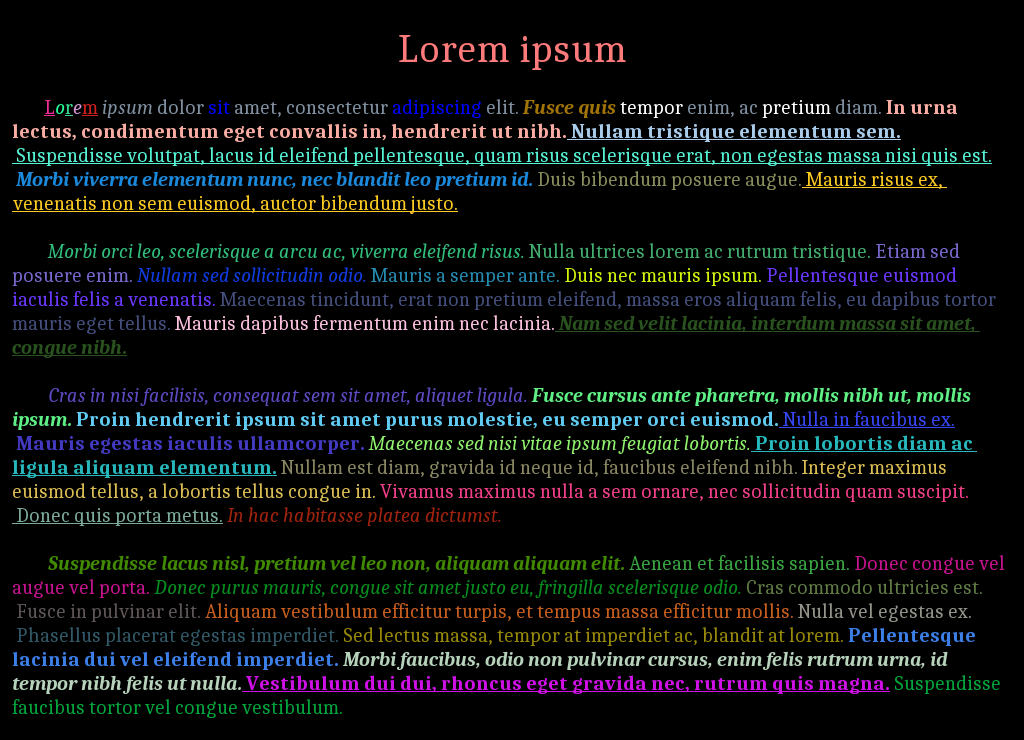 Lorem ipsum
Lorem ipsum dolor sit amet, consectetur adipiscing elit. Fusce quis tempor enim, ac pretium diam. In urna
lectus, condimentum eget convallis in, hendrerit ut nibh. Nullam tristique elementum sem.
Suspendisse volutpat, lacus id eleifend pellentesque, quam risus scelerisque erat, non egestas massa nisi quis est.
Morbi viverra elementum nunc, nec blandit leo pretium id. Duis bibendum posuere augue. Mauris risus ex,
venenatis non sem euismod, auctor bibendum justo.
Morbi orci leo, scelerisque a arcu ac, viverra eleifend risus. Nulla ultrices lorem ac rutrum tristique. Etiam sed
posuere enim. Nullam sed sollicitudin odio. Mauris a semper ante. Duis nec mauris ipsum. Pellentesque euismod
iaculis felis a venenatis. Maecenas tincidunt, erat non pretium eleifend, massa eros aliquam felis, eu dapibus tortor
mauris eget tellus. Mauris dapibus fermentum enim nec lacinia. Nam sed velit lacinia, interdum massa sit amet,
congue nibh.
Cras in nisi facilisis, consequat sem sit amet, aliquet ligula. Fusce cursus ante pharetra, mollis nibh ut, mollis
ipsum. Proin hendrerit ipsum sit amet purus molestie, eu semper orci euismod. Nulla in faucibus ex.
Mauris egestas iaculis ullamcorper. Maecenas sed nisi vitae ipsum feugiat lobortis. Proin lobortis diam ac
ligula aliquam elementum. Nullam est diam, gravida id neque id, faucibus eleifend nibh. Integer maximus
euismod tellus, a lobortis tellus congue in. Vivamus maximus nulla a sem ornare, nec sollicitudin quam suscipit.
Donec quis porta metus. In hac habitasse platea dictumst.
Suspendisse lacus nisl, pretium vel leo non, aliquam aliquam elit. Aenean et facilisis sapien. Donec congue vel
augue vel porta. Donec purus mauris, congue sit amet justo eu, fringilla scelerisque odio. Cras commodo ultricies est.
Fusce in pulvinar elit. Aliquam vestibulum efficitur turpis, et tempus massa efficitur mollis. Nulla vel egestas ex.
Phasellus placerat egestas imperdiet. Sed lectus massa, tempor at imperdiet ac, blandit at lorem. Pellentesque
lacinia dui vel eleifend imperdiet. Morbi faucibus, odio non pulvinar cursus, enim felis rutrum urna, id
tempor nibh felis ut nulla. Vestibulum dui dui, rhoncus eget gravida nec, rutrum quis magna. Suspendisse
faucibus tortor vel congue vestibulum.